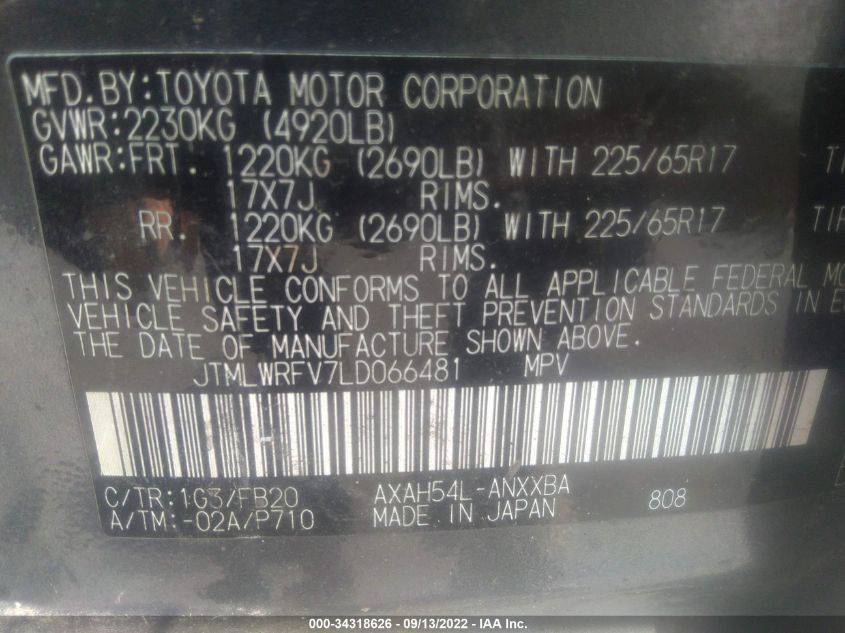 MFD.BY:TOYOTA MOTOR CORPORATION
GVWR:2230KG (4920LB)
GAWR:FRT. 1220KG (2690LB) WITH 225/65R17 TI
17X7J RIMS.
RR. 1220KG (2690LB) WITH 225/65R17 TIR
17X7J RIMS.
THIS VEHICLE CONFORMS TO ALL APPLICABLE FEDERAL MO
VEHICLE SAFETY AND THEFT PREVENTION STANDARDS IN E
THE DATE OF MANUFACTURE SHOWN ABOVE.
JTMLWRFV7LD066481 MPV
C/TR:1G3/FB20 AXAH54L-ANXXBA 808
A/TM:-02A/P710 MADE IN JAPAN
000-34318626 - 09/13/2022 - IAA Inc.